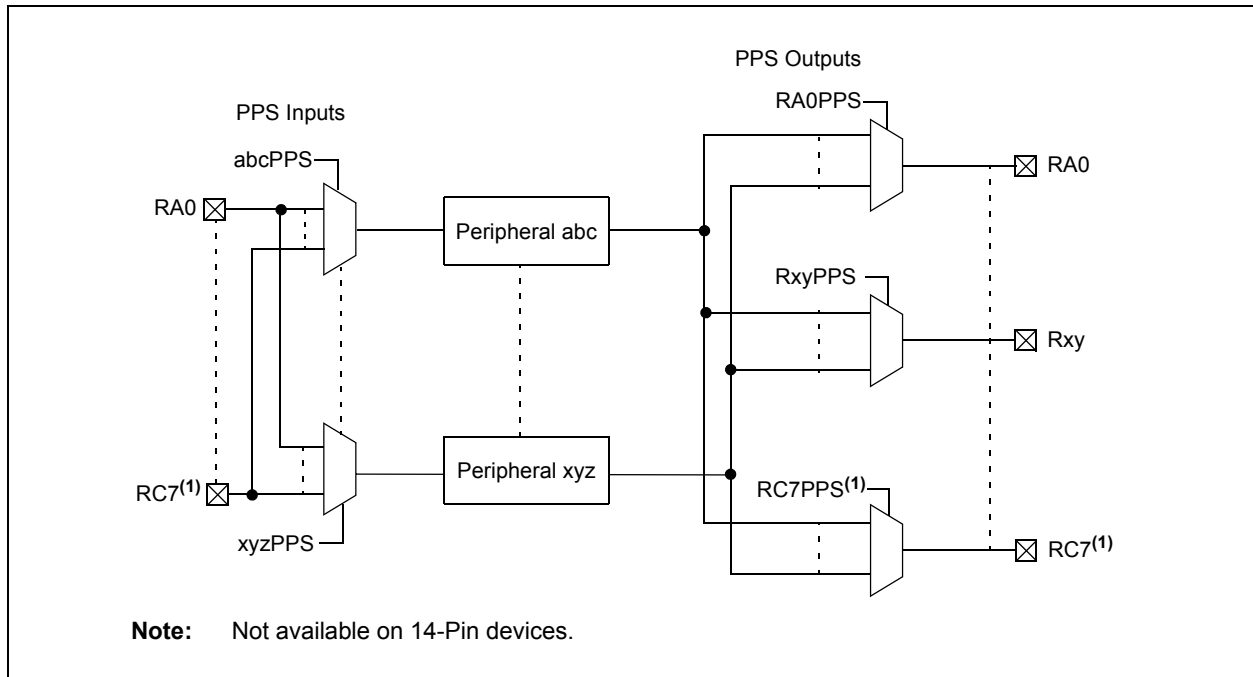 PPS Outputs
RA0PPS
PPS Inputs
abcPPS
RA0
RA0
Peripheral abc
RxyPPS
Rxy
Peripheral xyz
RC7(1)
RC7PPS(1)
xyzPPS
RC7(1)
Note: Not available on 14-Pin devices.